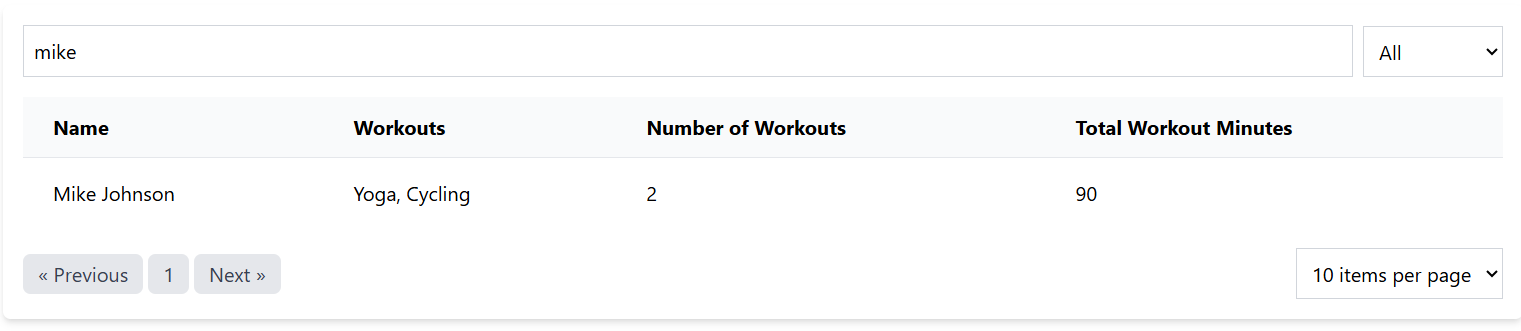 mike All
Name Workouts Number of Workouts Total Workout Minutes
Mike Johnson Yoga, Cycling 2 90
« Previous 1 Next » 10 items per page